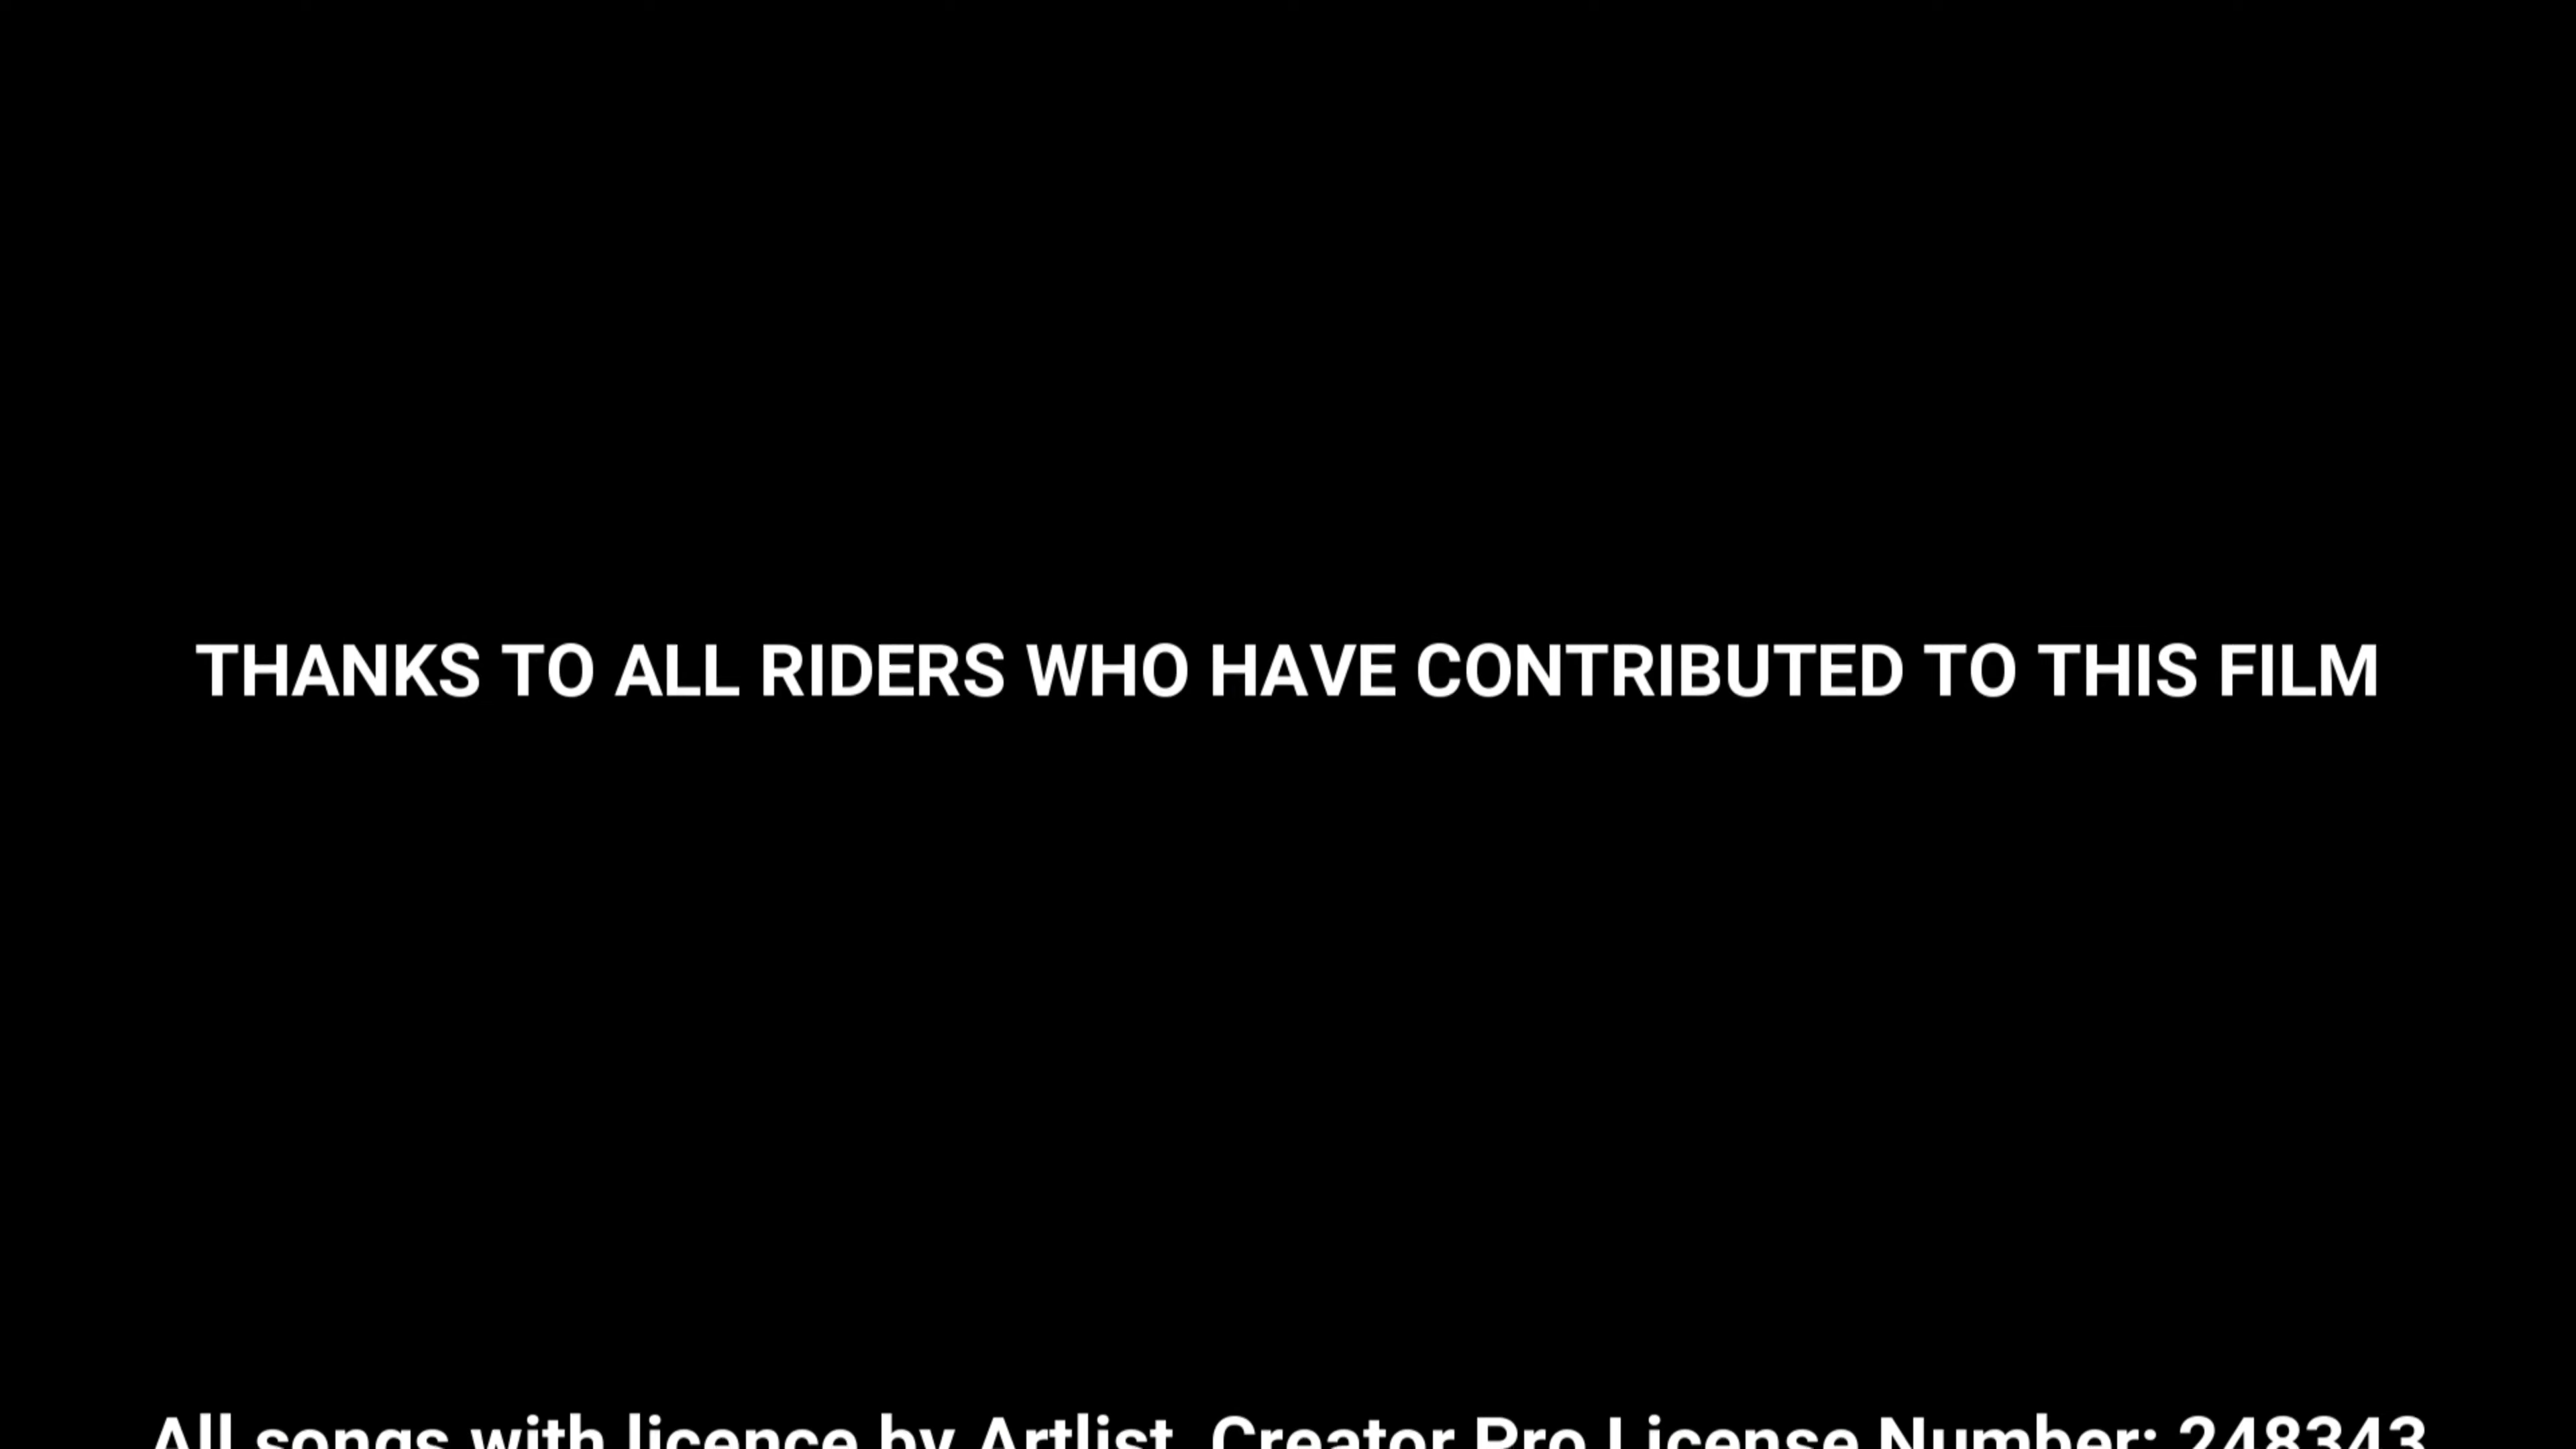 THANKS TO ALL RIDERS WHO HAVE CONTRIBUTED TO THIS FILM
All songs with licence by Artlist. Creator Pro License Number: 248343